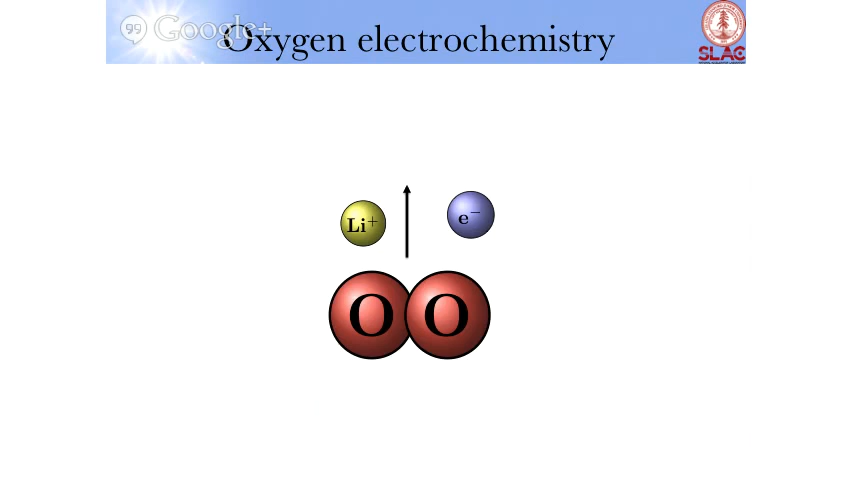 Google+
Oxygen electrochemistry
SLAC
Li⁺
e⁻
O O